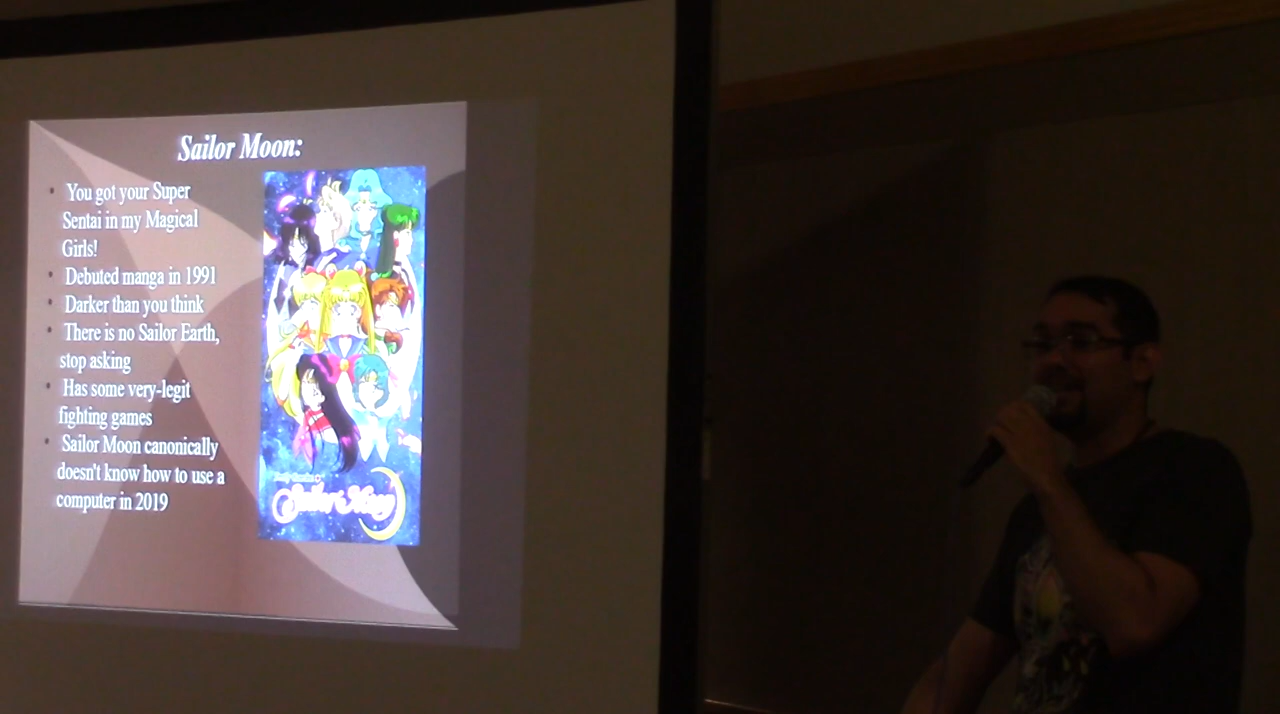 Sailor Moon:
• You got your Super
Sentai in my Magical
Girls!
• Debuted manga in 1991
• Darker than you think
• There is no Sailor Earth,
stop asking
• Has some very-legit
fighting games
• Sailor Moon canonically
doesn't know how to use a
computer in 2019
Sailor Moon